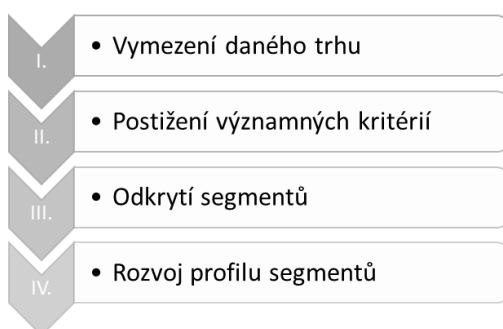 I.
• Vymezení daného trhu
II.
• Postižení významných kritérií
III.
• Odkrytí segmentů
IV.
• Rozvoj profilu segmentů